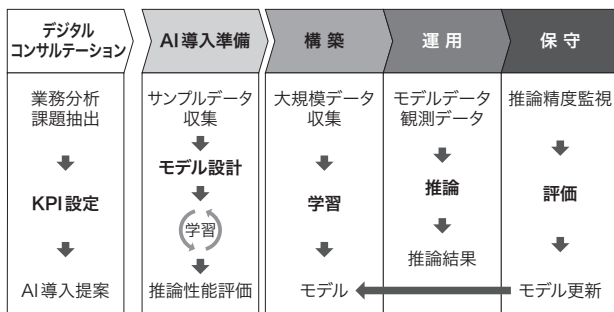 デジタル
コンサルテーション
業務分析
課題抽出
KPI設定
AI導入提案
AI導入準備
サンプルデータ
収集
モデル設計
学習
推論性能評価
構築
大規模データ
収集
学習
モデル
運用
モデルデータ
観測データ
推論
推論結果
保守
推論精度監視
評価
モデル更新